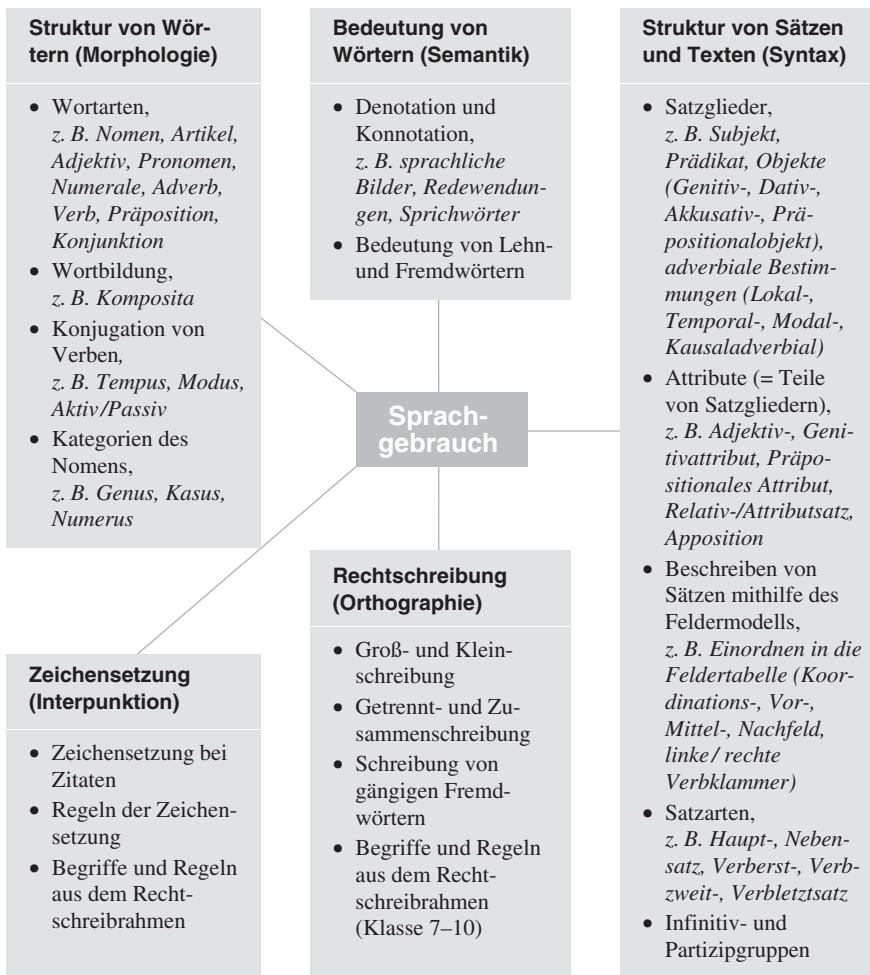 Struktur von Wör-
tern (Morphologie)
• Wortarten,
z. B. Nomen, Artikel,
Adjektiv, Pronomen,
Numerale, Adverb,
Verb, Präposition,
Konjunktion
• Wortbildung,
z. B. Komposita
• Konjugation von
Verben,
z. B. Tempus, Modus,
Aktiv/Passiv
• Kategorien des
Nomens,
z. B. Genus, Kasus,
Numerus
Bedeutung von
Wörtern (Semantik)
• Denotation und
Konnotation,
z. B. sprachliche
Bilder, Redewendun-
gen, Sprichwörter
• Bedeutung von Lehn-
und Fremdwörtern
Struktur von Sätzen
und Texten (Syntax)
• Satzglieder,
z. B. Subjekt,
Prädikat, Objekte
(Genitiv-, Dativ-,
Akkusativ-, Prä-
positionalobjekt),
adverbiale Bestim-
mungen (Lokal-,
Temporal-, Modal-,
Kausaladverbial)
• Attribute (= Teile
von Satzgliedern),
z. B. Adjektiv-, Geni-
tivattribut, Präpo-
sitionales Attribut,
Relativ-/Attributsatz,
Apposition
• Beschreiben von
Sätzen mithilfe des
Feldermodells,
z. B. Einordnen in die
Feldertabelle (Koor-
dinations-, Vor-,
Mittel-, Nachfeld,
linke / rechte
Verbklammer)
• Satzarten,
z. B. Haupt-, Neben-
satz, Verberst-, Verb-
zweit-, Verbletztsatz
• Infinitiv- und
Partizipgruppen
Sprach-
gebrauch
Zeichensetzung
(Interpunktion)
• Zeichensetzung bei
Zitaten
• Regeln der Zeichen-
setzung
• Begriffe und Regeln
aus dem Recht-
schreibrahmen
Rechtschreibung
(Orthographie)
• Groß- und Klein-
schreibung
• Getrennt- und Zu-
sammenschreibung
• Schreibung von
gängigen Fremd-
wörtern
• Begriffe und Regeln
aus dem Recht-
schreibrahmen
(Klasse 7–10)